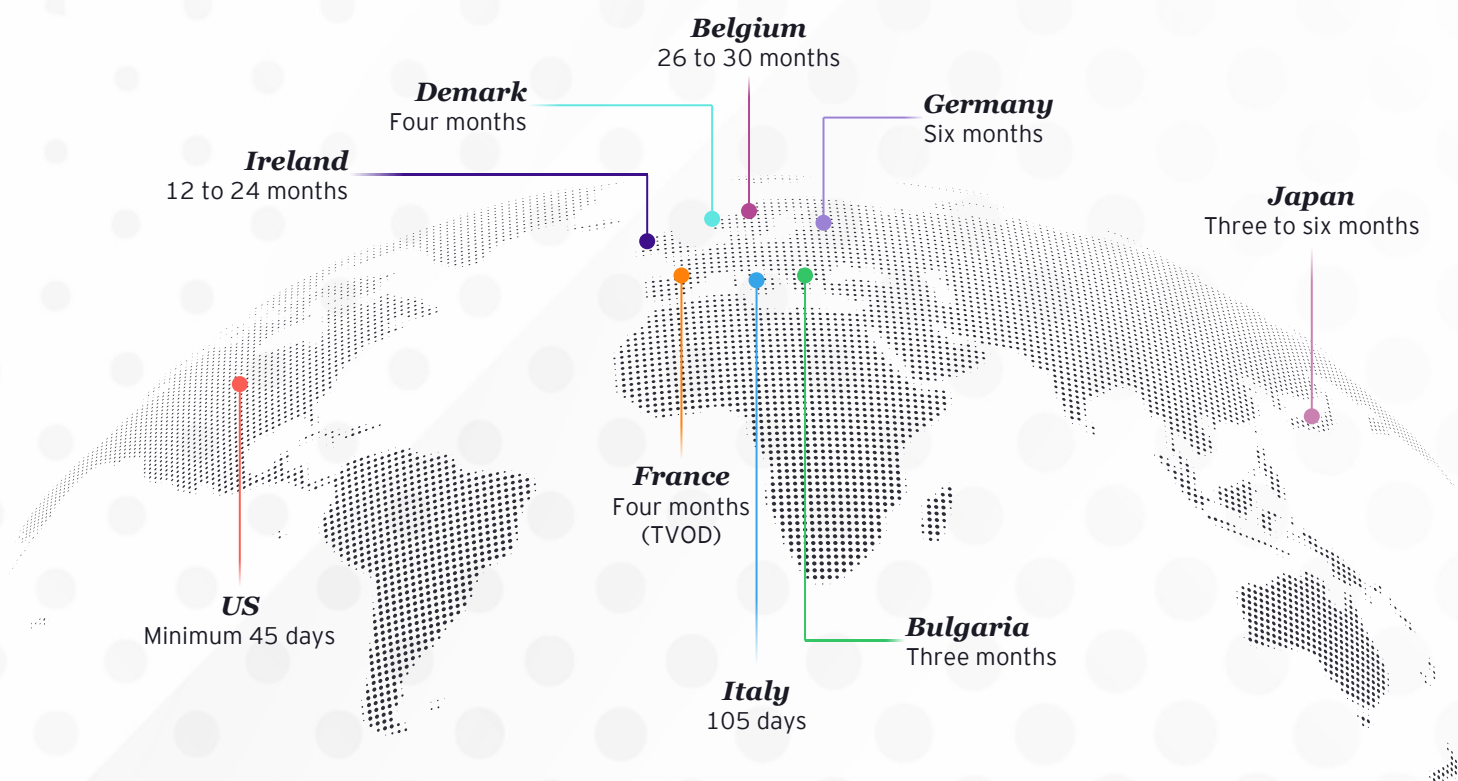 Belgium
26 to 30 months
Demark
Four months
Germany
Six months
Ireland
12 to 24 months
Japan
Three to six months
France
Four months
(TVOD)
US
Minimum 45 days
Bulgaria
Three months
Italy
105 days